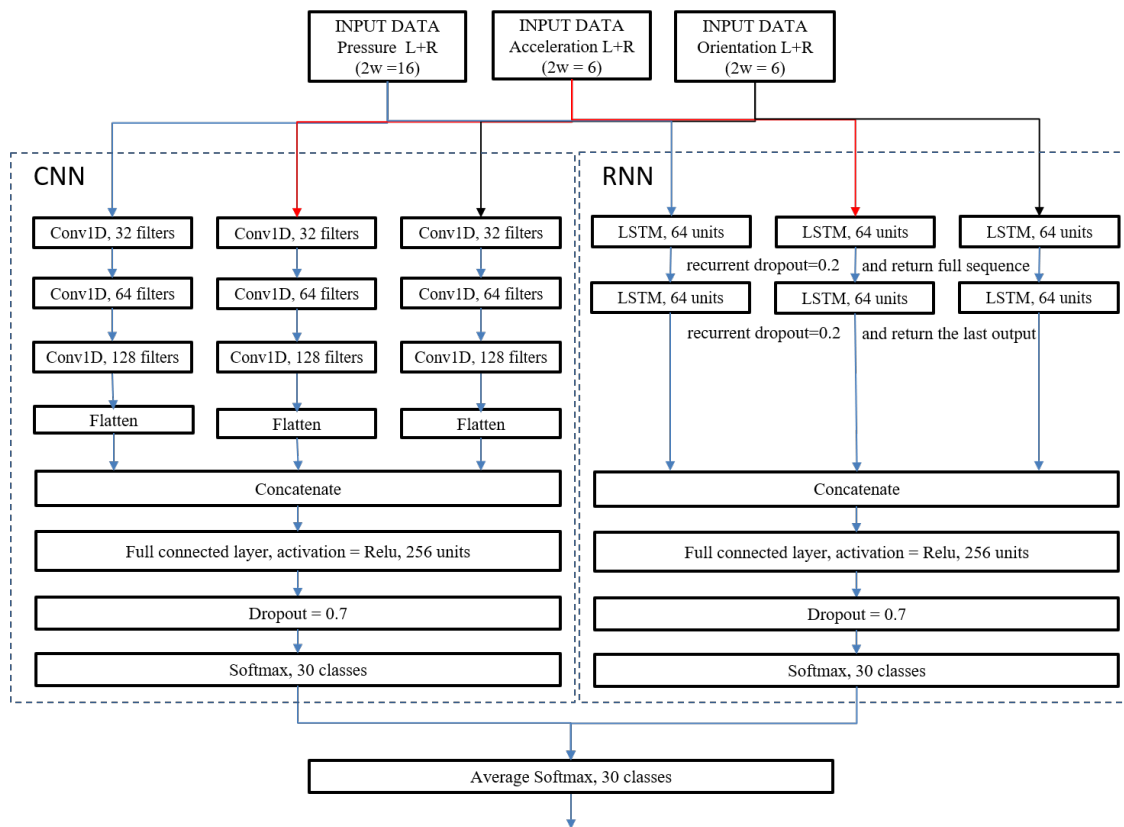 INPUT DATA
Pressure L+R
(2w =16)
INPUT DATA
Acceleration L+R
(2w = 6)
INPUT DATA
Orientation L+R
(2w = 6)
CNN
Conv1D, 32 filters
Conv1D, 32 filters
Conv1D, 32 filters
Conv1D, 64 filters
Conv1D, 64 filters
Conv1D, 64 filters
Conv1D, 128 filters
Conv1D, 128 filters
Conv1D, 128 filters
Flatten
Flatten
Flatten
Concatenate
Full connected layer, activation = Relu, 256 units
Dropout = 0.7
Softmax, 30 classes
RNN
LSTM, 64 units
LSTM, 64 units
LSTM, 64 units
recurrent dropout=0.2 and return full sequence
LSTM, 64 units
LSTM, 64 units
LSTM, 64 units
recurrent dropout=0.2 and return the last output
Concatenate
Full connected layer, activation = Relu, 256 units
Dropout = 0.7
Softmax, 30 classes
Average Softmax, 30 classes